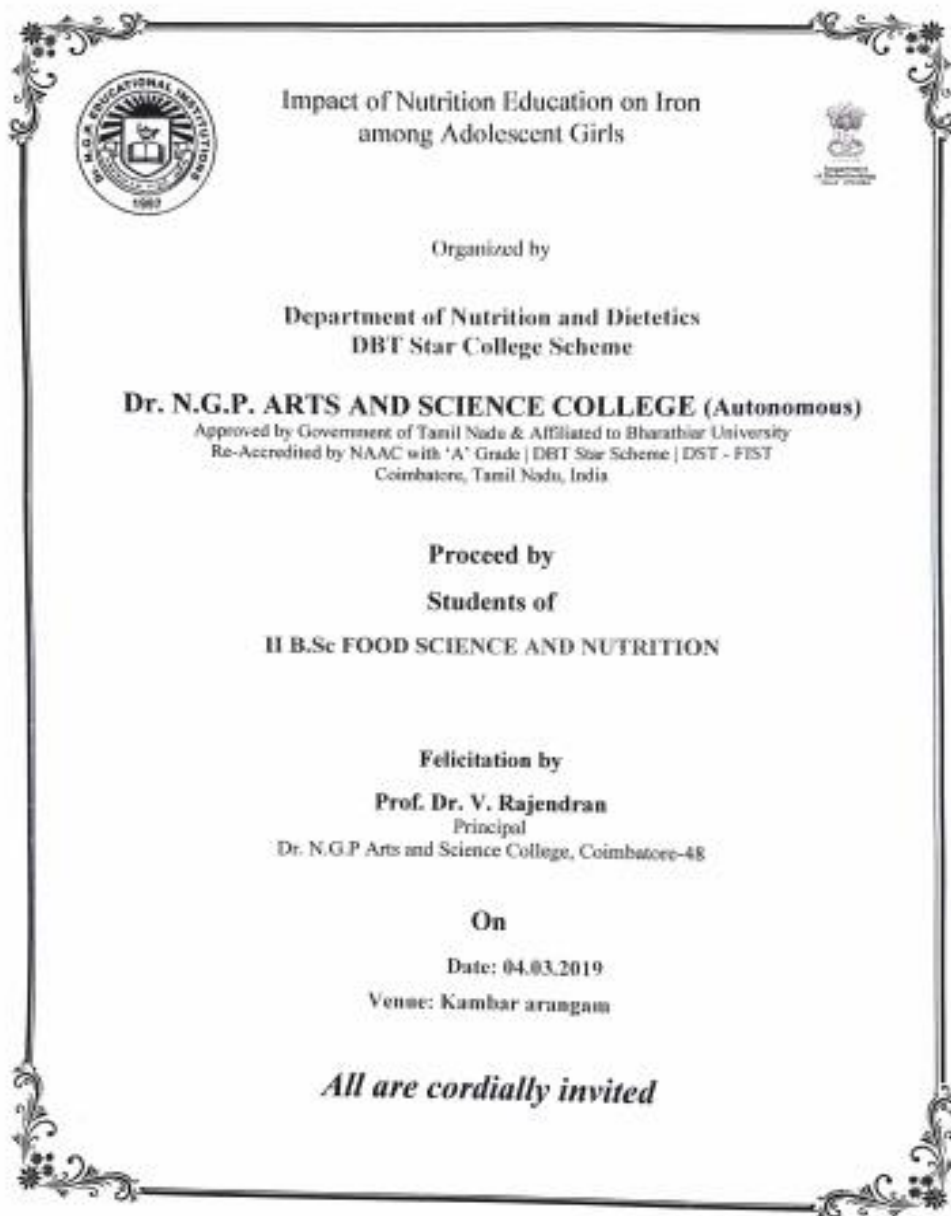 Dr. N.G.P. EDUCATIONAL INSTITUTIONS
Impact of Nutrition Education on Iron
among Adolescent Girls
Organized by
Department of Nutrition and Dietetics
DBT Star College Scheme
Dr. N.G.P. ARTS AND SCIENCE COLLEGE (Autonomous)
Approved by Government of Tamil Nadu & Affiliated to Bharathiar University
Re-Accredited by NAAC with ‘A’ Grade | DBT Star Scheme | DST - FIST
Coimbatore, Tamil Nadu, India
Proceed by
Students of
II B.Sc FOOD SCIENCE AND NUTRITION
Felicitation by
Prof. Dr. V. Rajendran
Principal
Dr. N.G.P Arts and Science College, Coimbatore-48
On
Date: 04.03.2019
Venue: Kambar arangam
All are cordially invited